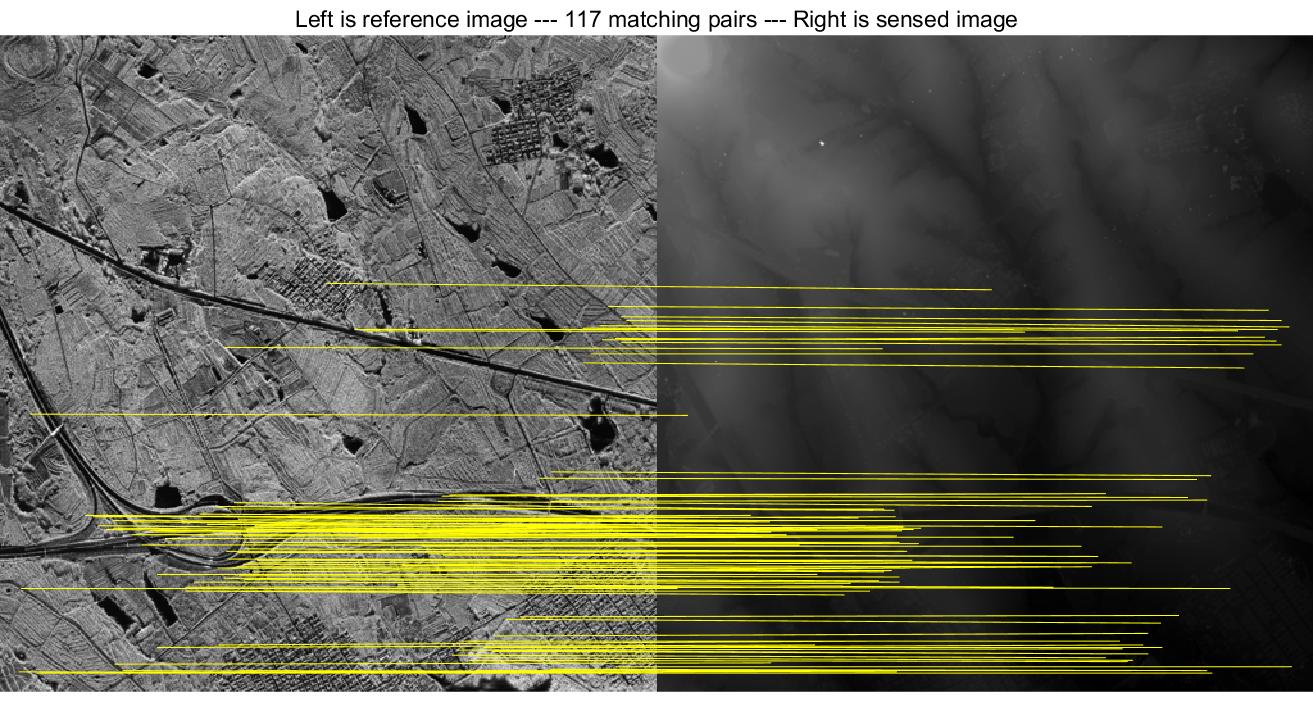 Left is reference image --- 117 matching pairs --- Right is sensed image